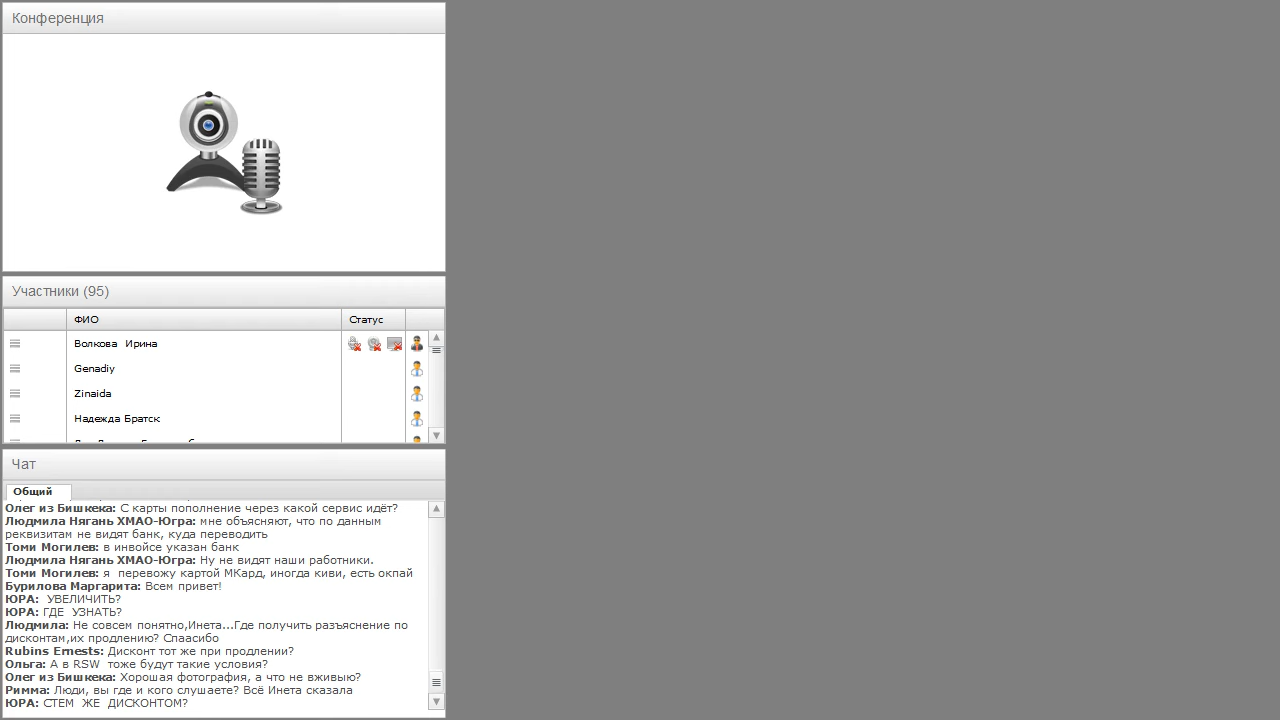 Конференция
Участники (95)
ФИО Статус
Волкова Ирина
Genadiy
Zinaida
Надежда Братск
Чат
Общий
Олег из Бишкека: С карты пополнение через какой сервис идёт?
Людмила Нягань ХМАО-Югра: мне объясняют, что по данным
реквизитам не видят банк, куда переводить
Томи Могилев: в инвойсе указан банк
Людмила Нягань ХМАО-Югра: Ну не видят наши работники.
Томи Могилев: я перевожу картой МКард, иногда киви, есть окпай
Бурилова Маргарита: Всем привет!
ЮРА: УВЕЛИЧИТЬ?
ЮРА: ГДЕ УЗНАТЬ?
Людмила: Не совсем понятно,Инета...Где получить разъяснение по
дисконтам,их продлению? Спаасибо
Rubins Ernests: Дисконт тот же при продлении?
Ольга: А в RSW тоже будут такие условия?
Олег из Бишкека: Хорошая фотография, а что не вживью?
Римма: Люди, вы где и кого слушаете? Всё Инета сказала
ЮРА: СТЕМ ЖЕ ДИСКОНТОМ?